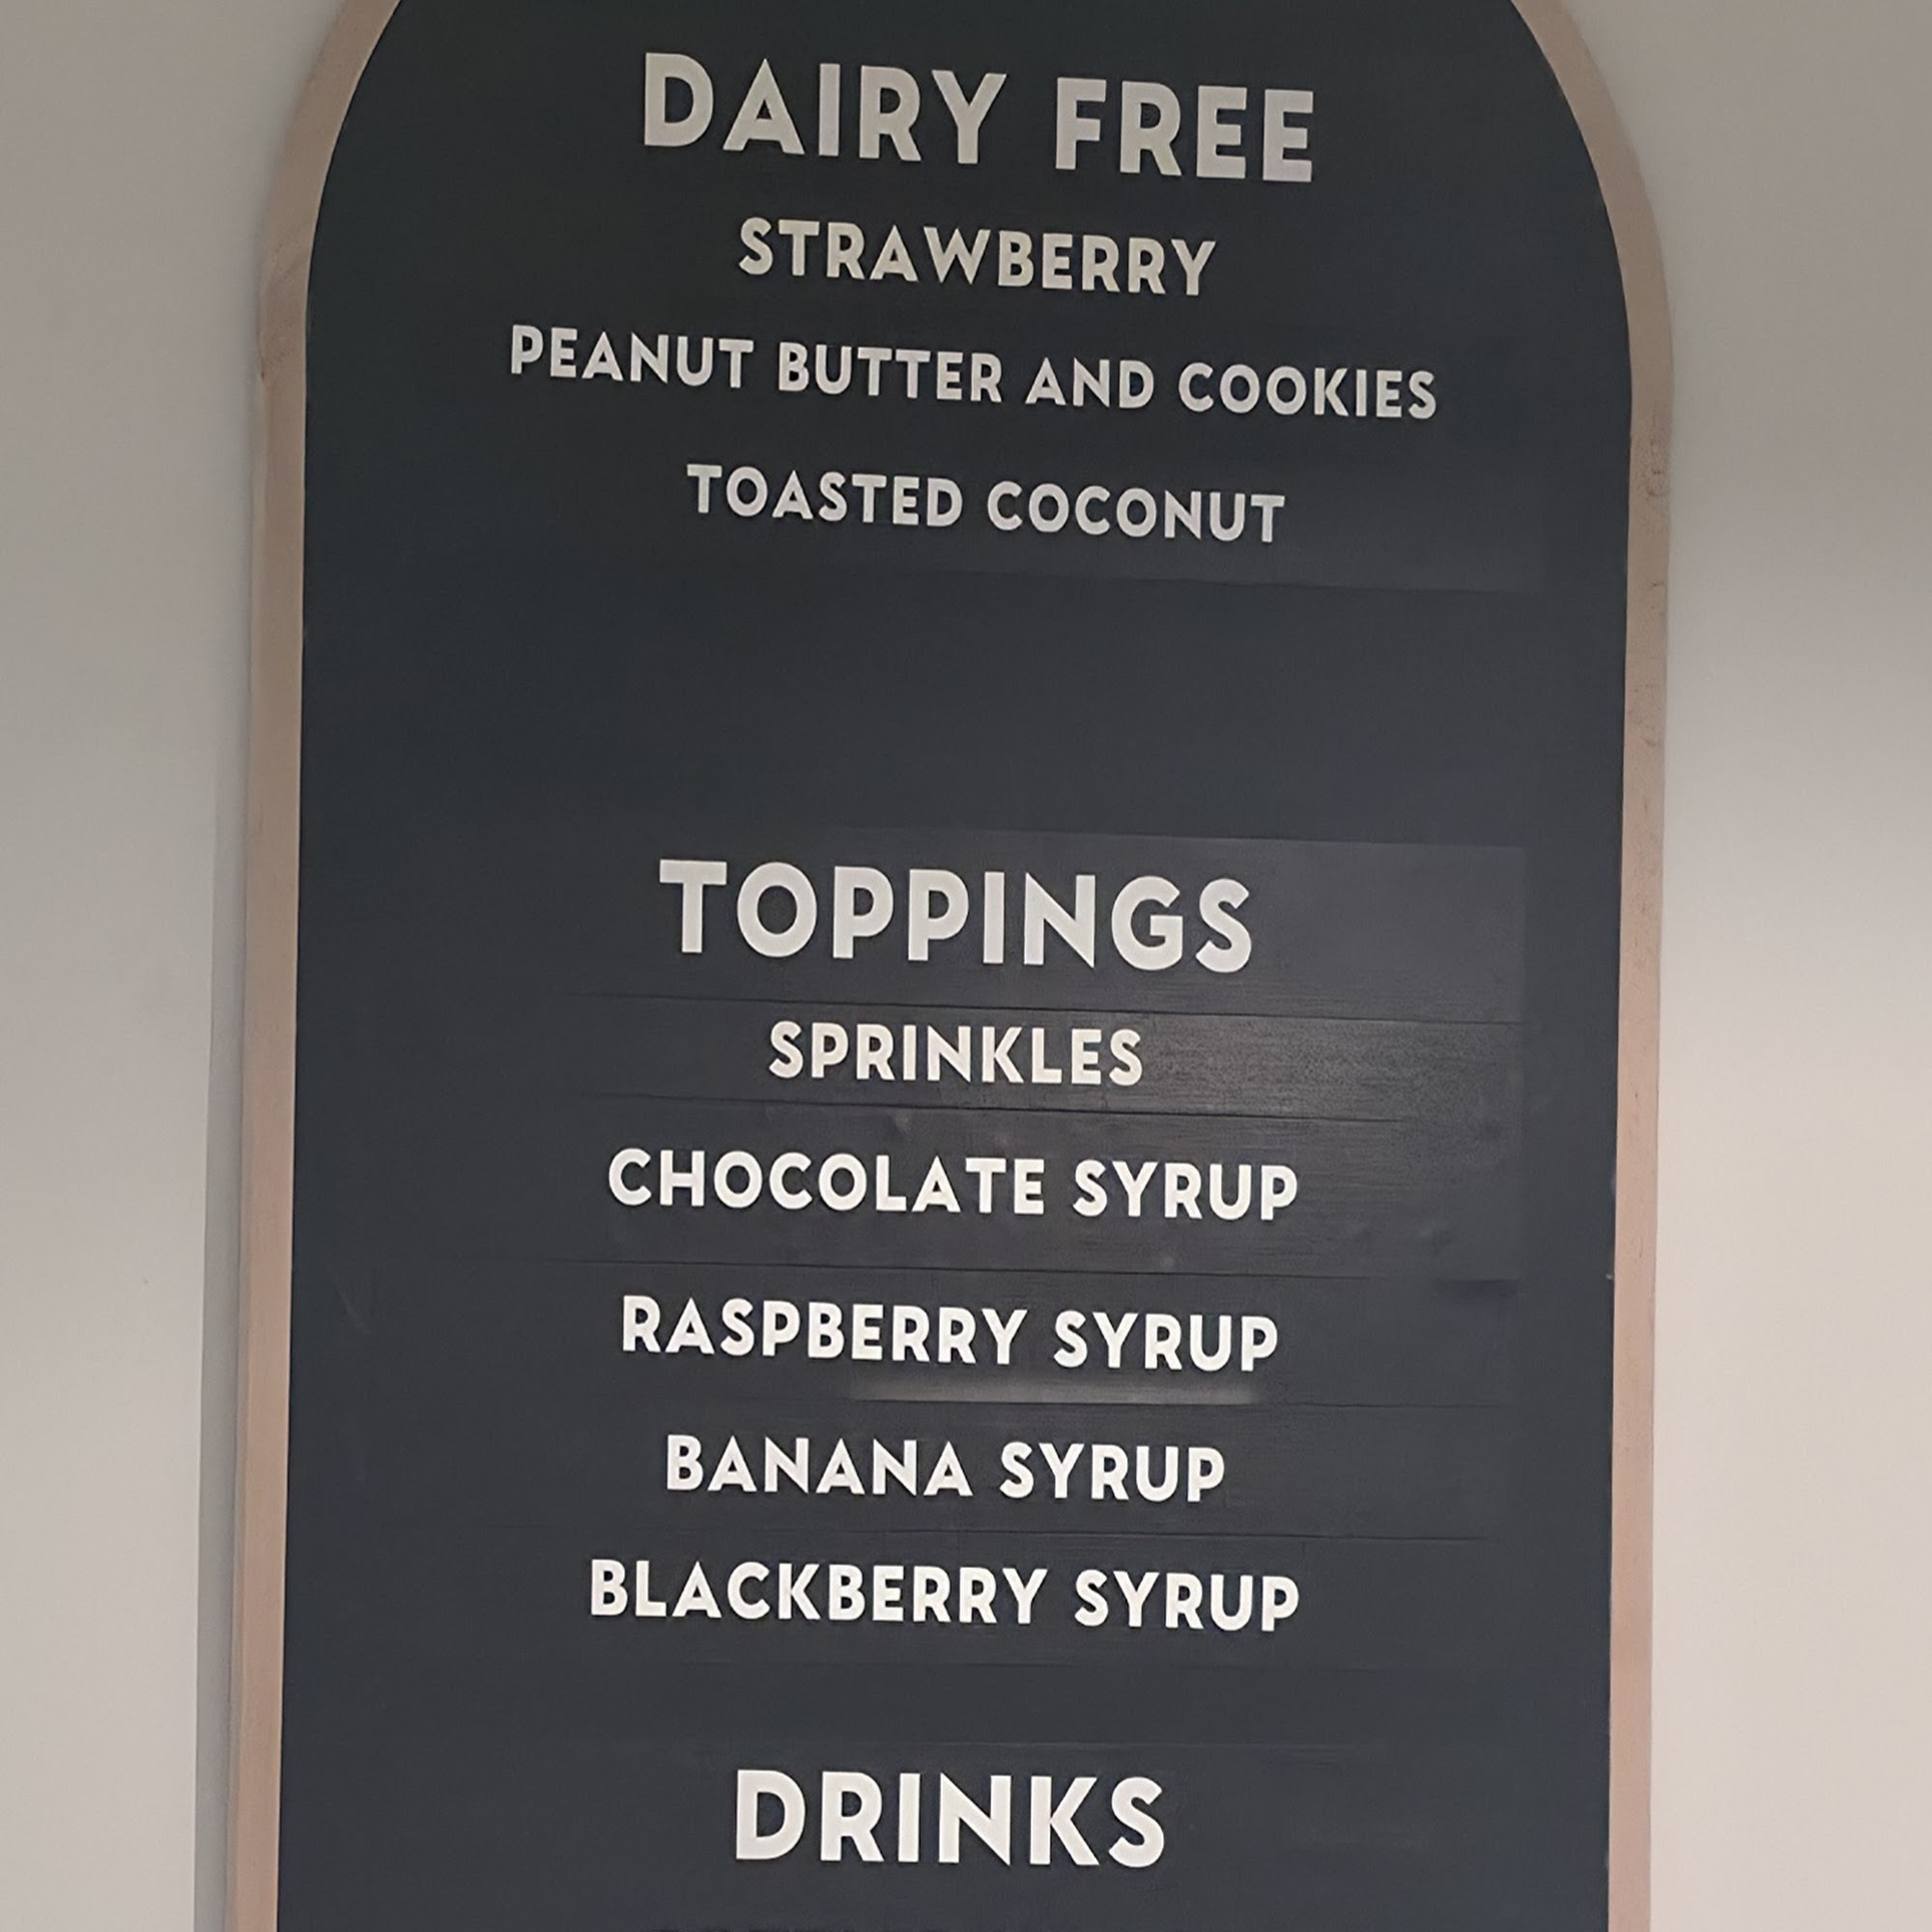 DAIRY FREE
STRAWBERRY
PEANUT BUTTER AND COOKIES
TOASTED COCONUT
TOPPINGS
SPRINKLES
CHOCOLATE SYRUP
RASPBERRY SYRUP
BANANA SYRUP
BLACKBERRY SYRUP
DRINKS